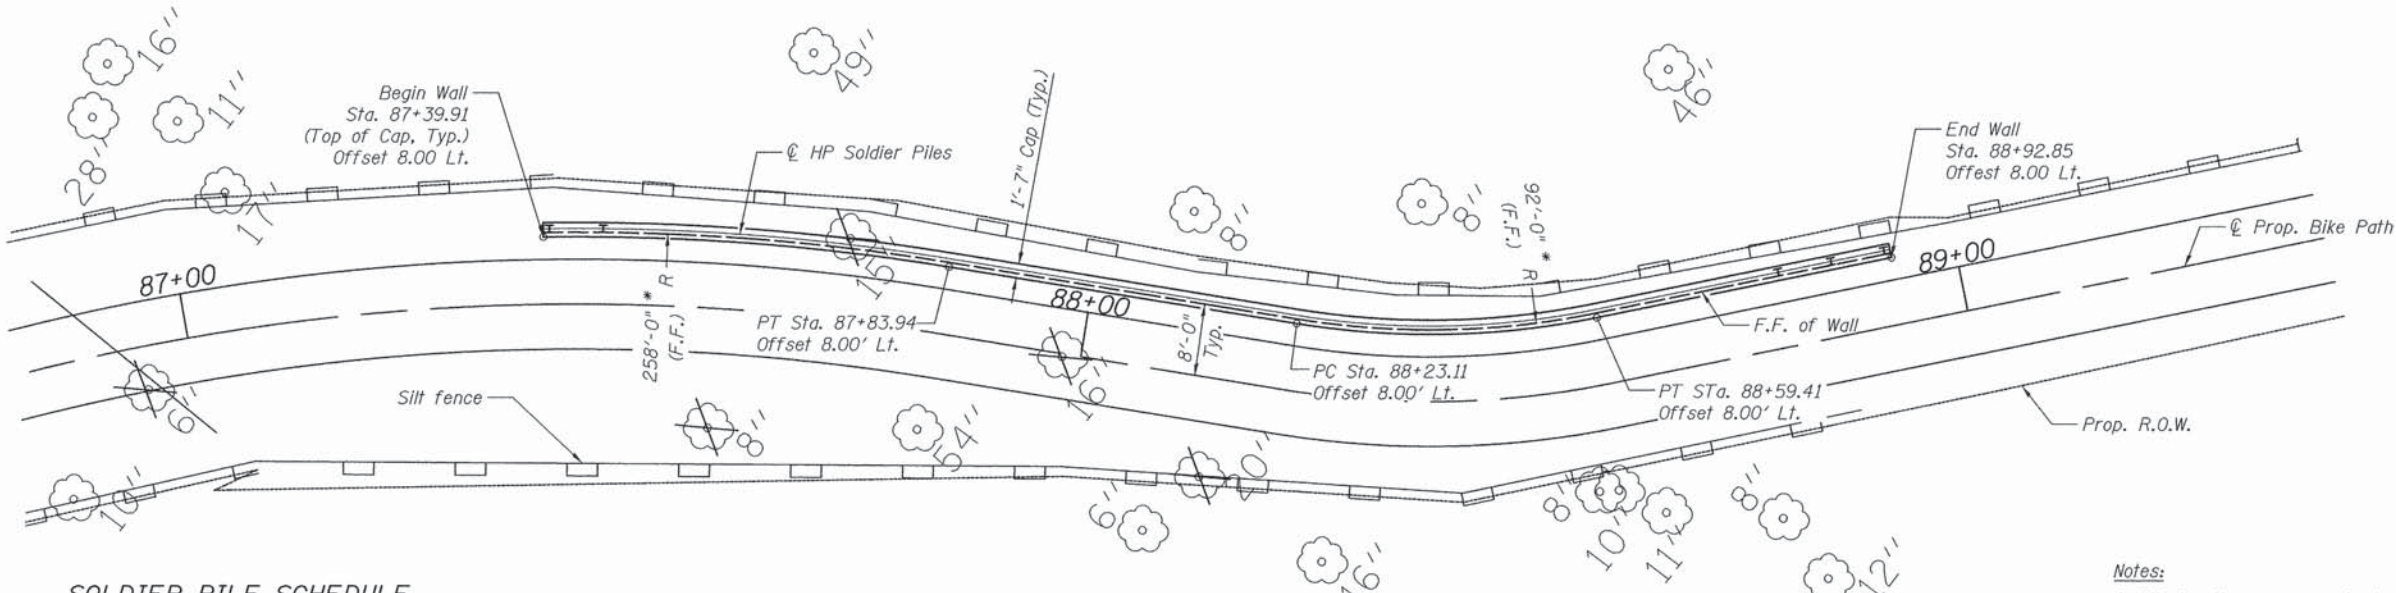 16''
11''
28''
17''
49''
46''
Begin Wall
Sta. 87+39.91
(Top of Cap, Typ.)
Offset 8.00 Lt.
℄ HP Soldier Piles
1'-7" Cap (Typ.)
15''
8''
8''
92'-0" * R
(F.F.)
End Wall
Sta. 88+92.85
Offest 8.00 Lt.
℄ Prop. Bike Path
87+00
88+00
89+00
258'-0" * R
(F.F.)
PT Sta. 87+83.94
Offset 8.00' Lt.
8'-0"
Typ.
F.F. of Wall
PC Sta. 88+23.11
Offset 8.00' Lt.
PT STa. 88+59.41
Offset 8.00' Lt.
Prop. R.O.W.
Silt fence
6''
8''
54''
16''
20''
10''
6''
16''
8''
10''
11''
8''
12''
SOLDIER PILE SCHEDULE
Notes: